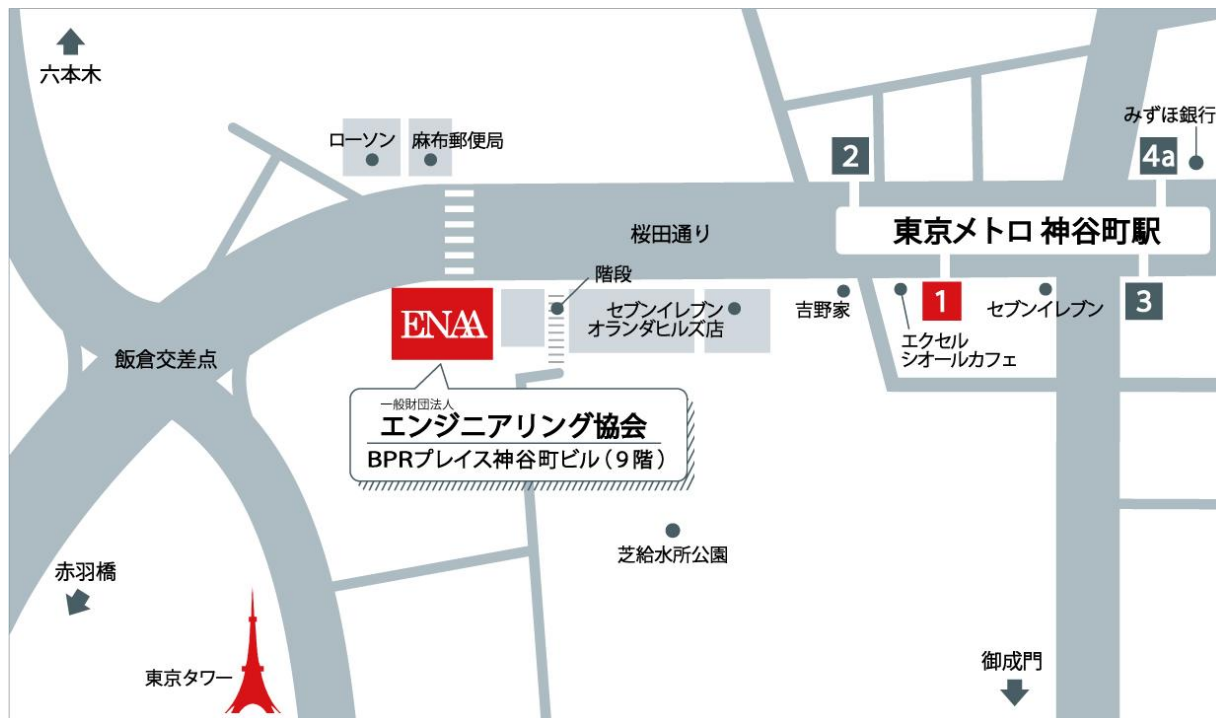 六本木
みずほ銀行
ローソン
麻布郵便局
2
4a
桜田通り
東京メトロ 神谷町駅
階段
ENAA
セブンイレブン
オランダヒルズ店
吉野家
1
セブンイレブン
3
エクセル
シオールカフェ
飯倉交差点
一般財団法人
エンジニアリング協会
BPRプレイス神谷町ビル(9階)
芝給水所公園
赤羽橋
東京タワー
御成門